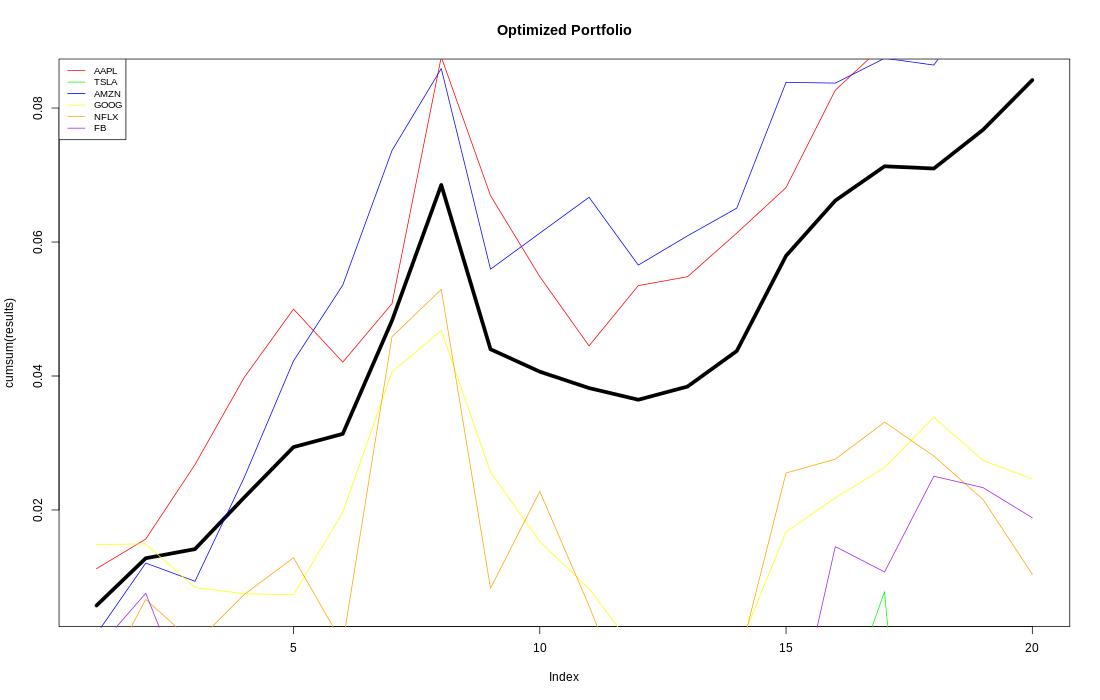 Optimized Portfolio
AAPL
TSLA
AMZN
GOOG
NFLX
FB
cumsum(results)
0.08
0.06
0.04
0.02
5 10 15 20
Index